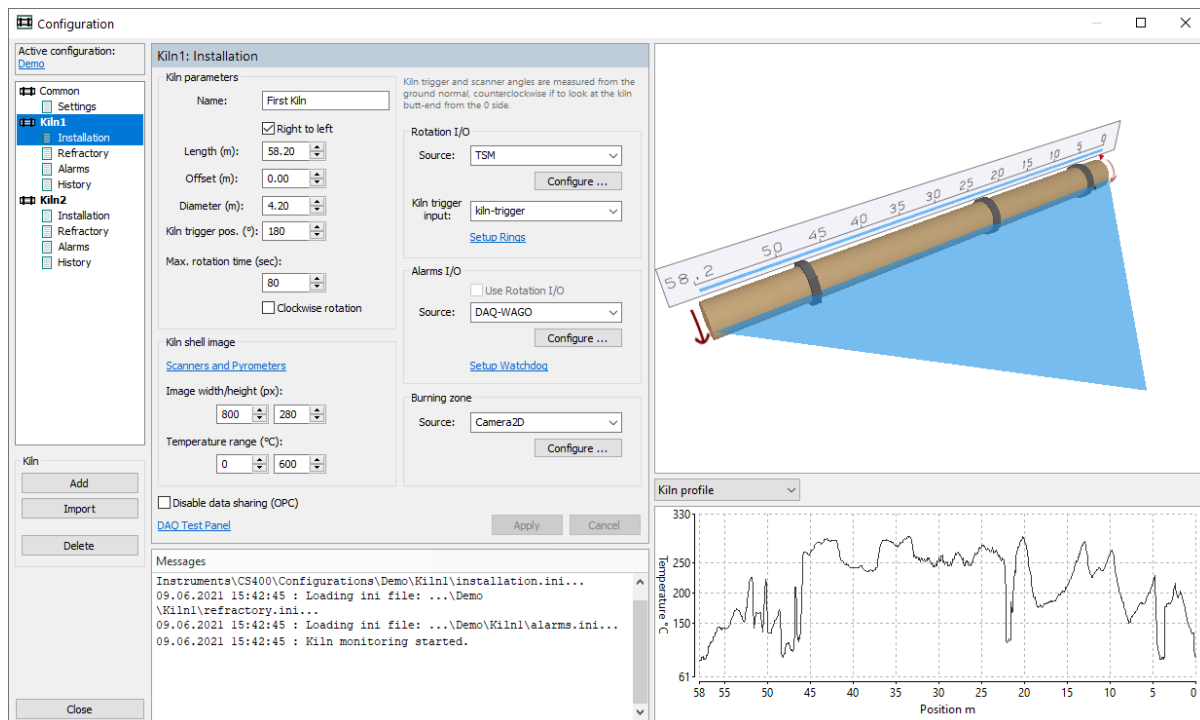 Configuration
Active configuration:
Demo
Common
Settings
Kiln1
Installation
Refractory
Alarms
History
Kiln2
Installation
Refractory
Alarms
History
Kiln
Add
Import
Delete
Close
Kiln1: Installation
Kiln parameters
Name: First Kiln
Right to left
Length (m): 58.20
Offset (m): 0.00
Diameter (m): 4.20
Kiln trigger pos. (°): 180
Max. rotation time (sec):
80
Clockwise rotation
Kiln shell image
Scanners and Pyrometers
Image width/height (px):
800 280
Temperature range (°C):
0 600
Disable data sharing (OPC)
DAQ Test Panel
Kiln trigger and scanner angles are measured from the
ground normal, counterclockwise if to look at the kiln
butt-end from the 0 side.
Rotation I/O
Source: TSM
Configure ...
Kiln trigger
input: kiln-trigger
Setup Rings
Alarms I/O
Use Rotation I/O
Source: DAQ-WAGO
Configure ...
Setup Watchdog
Burning zone
Source: Camera2D
Configure ...
Apply Cancel
Messages
Instruments\CS400\Configurations\Demo\Kiln1\installation.ini...
09.06.2021 15:42:45 : Loading ini file: ...\Demo
\Kiln1\refractory.ini...
09.06.2021 15:42:45 : Loading ini file: ...\Demo\Kiln1\alarms.ini...
09.06.2021 15:42:45 : Kiln monitoring started.
58.2 50 45 40 35 30 25 20 15 10 5 0
Kiln profile
330
250
200
150
61
Temperature °C
58 55 50 45 40 35 30 25 20 15 10 5 0
Position m